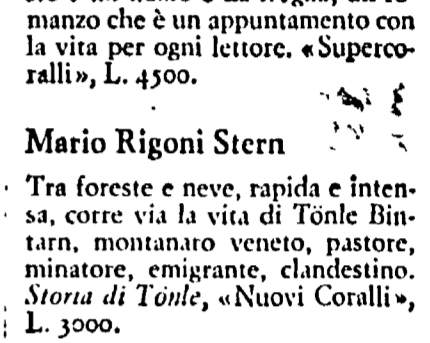 manzo che è un appuntamento con
la vita per ogni lettore. «Superco-
ralli», L. 4500.
Mario Rigoni Stern
Tra foreste e neve, rapida e inten-
sa, corre via la vita di Tönle Bin-
tarn, montanaro veneto, pastore,
minatore, emigrante, clandestino.
Storia di Tönle, «Nuovi Coralli»,
L. 3000.